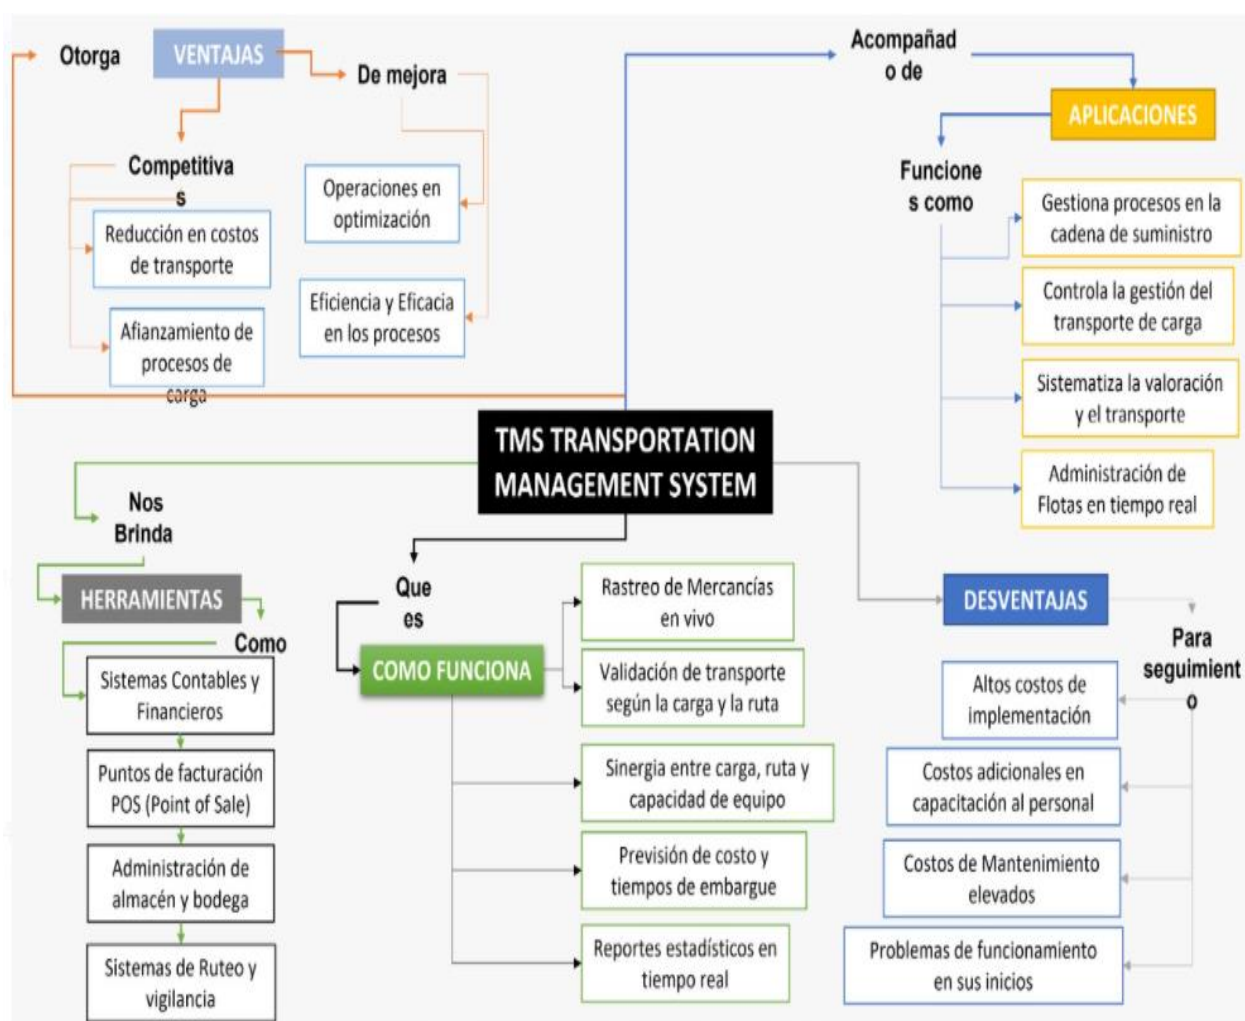 Otorga
VENTAJAS
De mejora
Competitiva
s
Reducción en costos
de transporte
Afianzamiento de
procesos de
carga
Operaciones en
optimización
Eficiencia y Eficacia
en los procesos
Acompañad
o de
APLICACIONES
Funcione
s como
Gestiona procesos en la
cadena de suministro
Controla la gestión del
transporte de carga
Sistematiza la valoración
y el transporte
Administración de
Flotas en tiempo real
TMS TRANSPORTATION
MANAGEMENT SYSTEM
Nos
Brinda
HERRAMIENTAS
Como
Sistemas Contables y
Financieros
Puntos de facturación
POS (Point of Sale)
Administración de
almacén y bodega
Sistemas de Ruteo y
vigilancia
Que
es
COMO FUNCIONA
Rastreo de Mercancías
en vivo
Validación de transporte
según la carga y la ruta
Sinergia entre carga, ruta y
capacidad de equipo
Previsión de costo y
tiempos de embargue
Reportes estadísticos en
tiempo real
DESVENTAJAS
Para
seguimient
o
Altos costos de
implementación
Costos adicionales en
capacitación al personal
Costos de Mantenimiento
elevados
Problemas de funcionamiento
en sus inicios